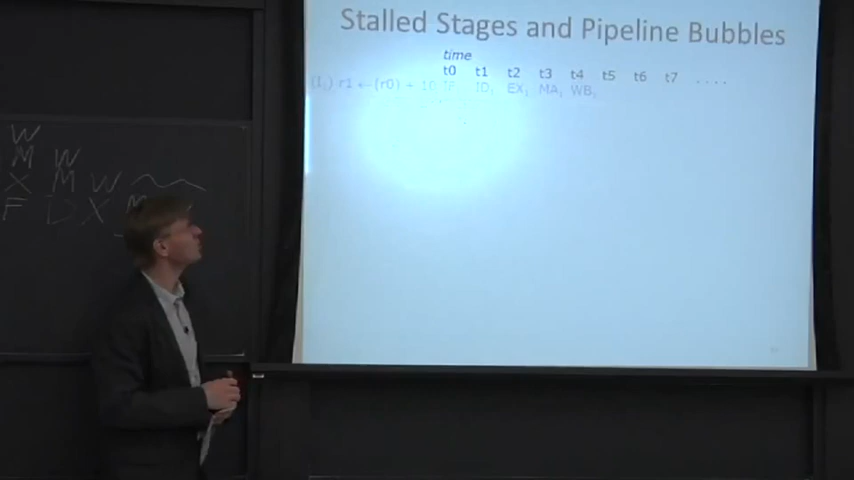 Stalled Stages and Pipeline Bubbles
time
t0 t1 t2 t3 t4 t5 t6 t7 . . . .
(I₁) r1 ← (r0) + 10 IF₁ ID₁ EX₁ MA₁ WB₁
W
M W
X M W
F D X M